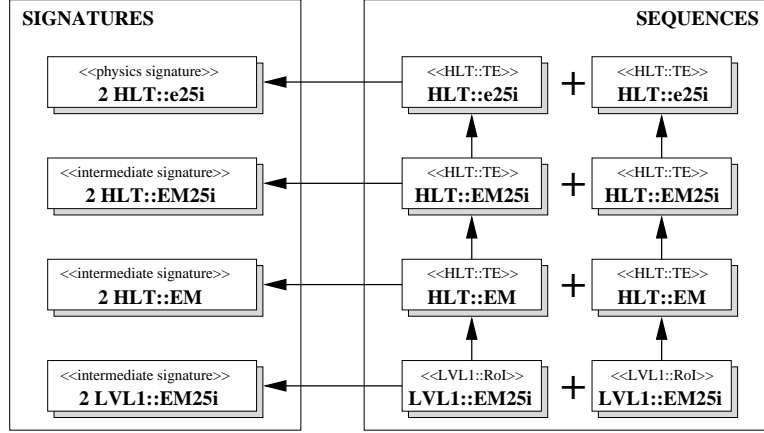 SIGNATURES
SEQUENCES
<<physics signature>>
2 HLT::e25i
<<HLT::TE>>
HLT::e25i
+
<<HLT::TE>>
HLT::e25i
<<intermediate signature>>
2 HLT::EM25i
<<HLT::TE>>
HLT::EM25i
+
<<HLT::TE>>
HLT::EM25i
<<intermediate signature>>
2 HLT::EM
<<HLT::TE>>
HLT::EM
+
<<HLT::TE>>
HLT::EM
<<intermediate signature>>
2 LVL1::EM25i
<<LVL1::RoI>>
LVL1::EM25i
+
<<LVL1::RoI>>
LVL1::EM25i